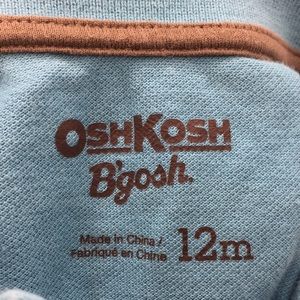 OSHKOSH
B'gosh.
Made in China /
Fabriqué en Chine
12m